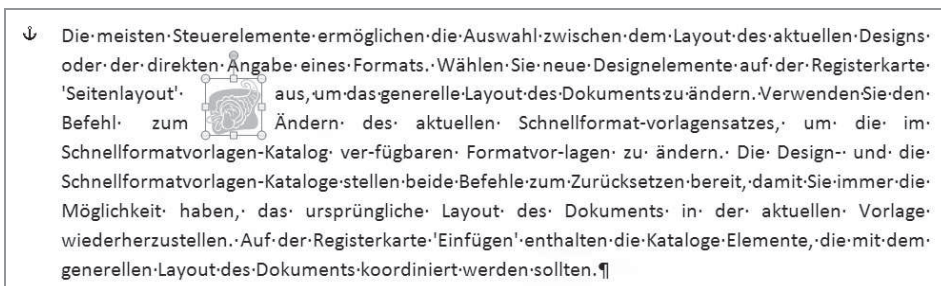 Die meisten Steuerelemente ermöglichen die Auswahl zwischen dem Layout des aktuellen Designs
oder der direkten Angabe eines Formats. Wählen Sie neue Designelemente auf der Registerkarte
'Seitenlayout' aus, um das generelle Layout des Dokuments zu ändern. Verwenden Sie den
Befehl zum Ändern des aktuellen Schnellformat-vorlagensatzes, um die im
Schnellformatvorlagen-Katalog ver-fügbaren Formatvor-lagen zu ändern. Die Design- und die
Schnellformatvorlagen-Kataloge stellen beide Befehle zum Zurücksetzen bereit, damit Sie immer die
Möglichkeit haben, das ursprüngliche Layout des Dokuments in der aktuellen Vorlage
wiederherzustellen. Auf der Registerkarte 'Einfügen' enthalten die Kataloge Elemente, die mit dem
generellen Layout des Dokuments koordiniert werden sollten.¶